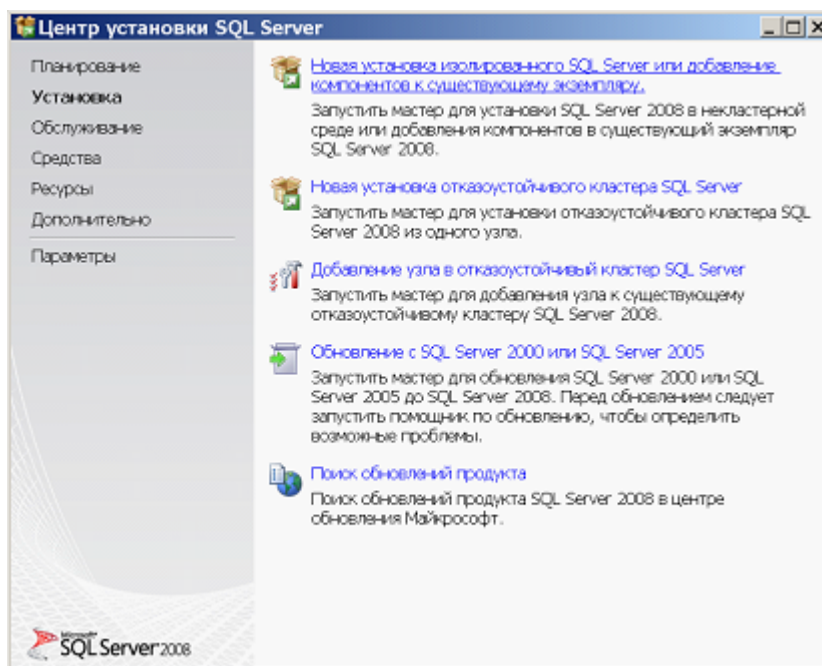 Центр установки SQL Server
Планирование
Установка
Обслуживание
Средства
Ресурсы
Дополнительно
Параметры
Новая установка изолированного SQL Server или добавление
компонентов к существующему экземпляру.
Запустить мастер для установки SQL Server 2008 в некластерной
среде или добавления компонентов в существующий экземпляр
SQL Server 2008.
Новая установка отказоустойчивого кластера SQL Server
Запустить мастер для установки отказоустойчивого кластера SQL
Server 2008 из одного узла.
Добавление узла в отказоустойчивый кластер SQL Server
Запустить мастер для добавления узла к существующему
отказоустойчивому кластеру SQL Server 2008.
Обновление с SQL Server 2000 или SQL Server 2005
Запустить мастер для обновления SQL Server 2000 или SQL
Server 2005 до SQL Server 2008. Перед обновлением следует
запустить помощник по обновлению, чтобы определить
возможные проблемы.
Поиск обновлений продукта
Поиск обновлений продукта SQL Server 2008 в центре
обновления Майкрософт.
Microsoft
SQL Server 2008